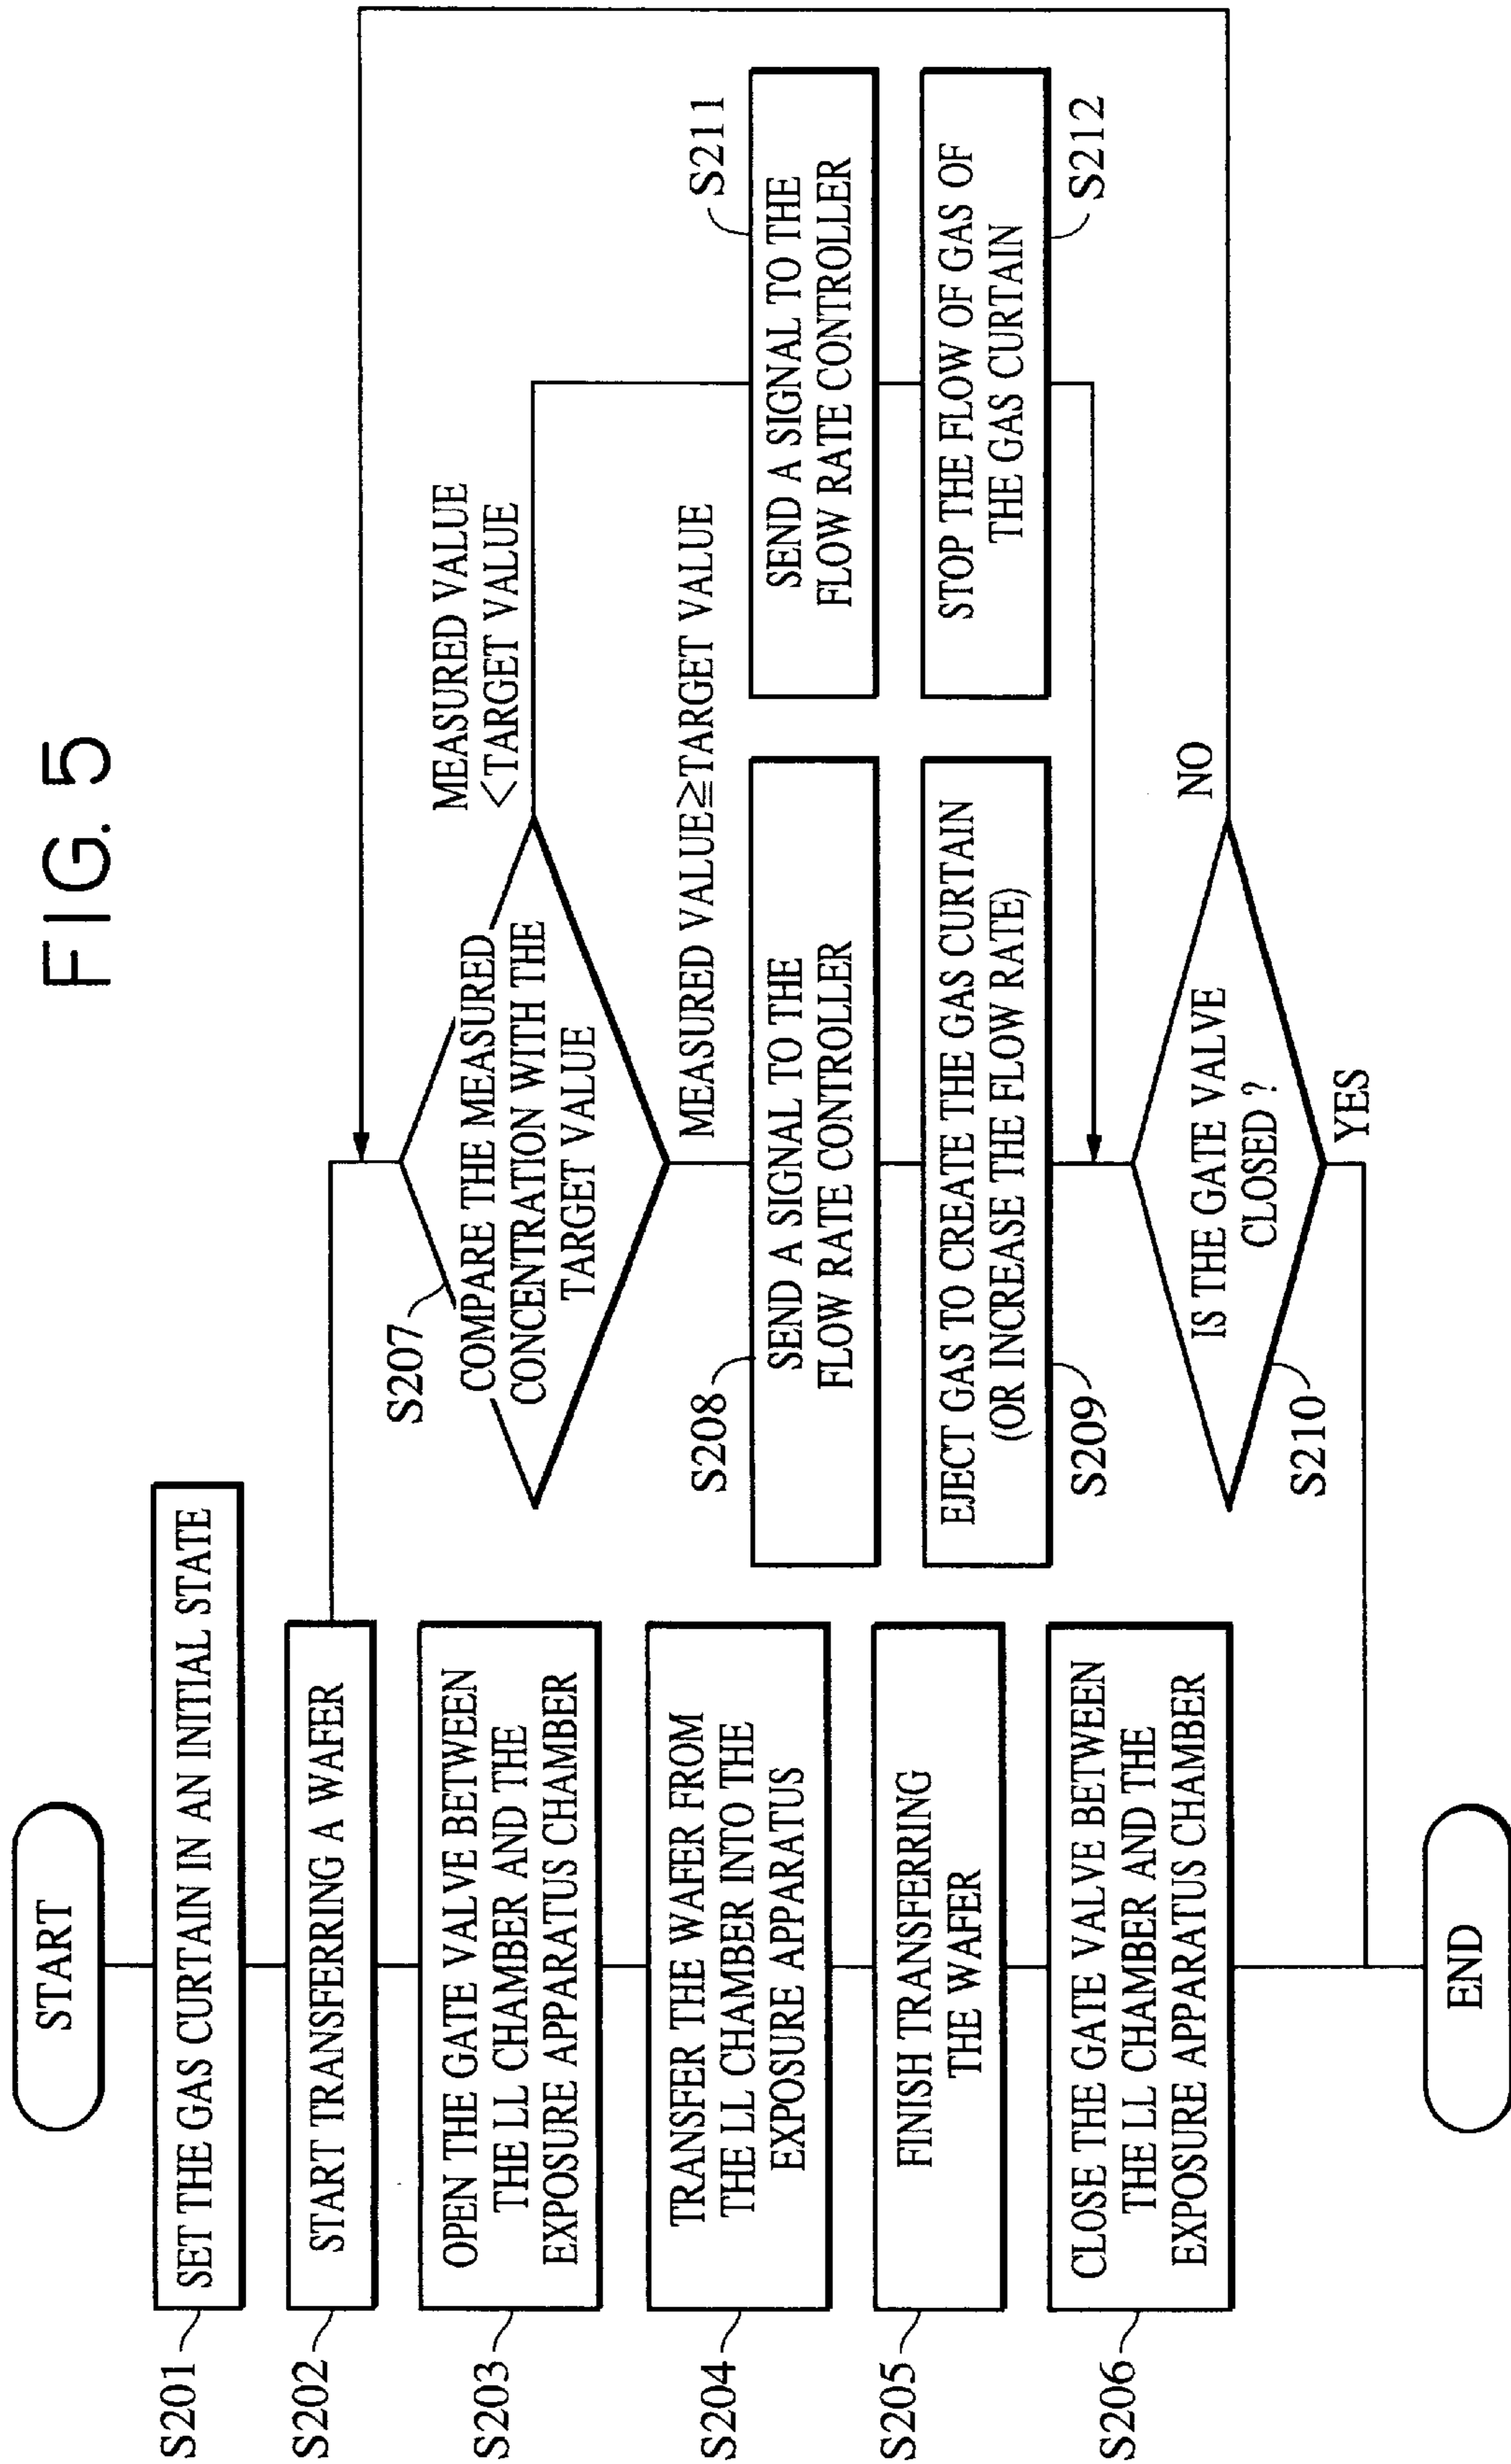 FIG. 5
START
S201
SET THE GAS CURTAIN IN AN INITIAL STATE
S202
START TRANSFERRING A WAFER
S203
OPEN THE GATE VALVE BETWEEN
THE LL CHAMBER AND THE
EXPOSURE APPARATUS CHAMBER
S204
TRANSFER THE WAFER FROM
THE LL CHAMBER INTO THE
EXPOSURE APPARATUS
S205
FINISH TRANSFERRING
THE WAFER
S206
CLOSE THE GATE VALVE BETWEEN
THE LL CHAMBER AND THE
EXPOSURE APPARATUS CHAMBER
END
S207
COMPARE THE MEASURED
CONCENTRATION WITH THE
TARGET VALUE
MEASURED VALUE
<TARGET VALUE
MEASURED VALUE≧TARGET VALUE
S208
SEND A SIGNAL TO THE
FLOW RATE CONTROLLER
S209
EJECT GAS TO CREATE THE GAS CURTAIN
(OR INCREASE THE FLOW RATE)
S210
IS THE GATE VALVE
CLOSED ?
NO
YES
S211
SEND A SIGNAL TO THE
FLOW RATE CONTROLLER
S212
STOP THE FLOW OF GAS OF
THE GAS CURTAIN